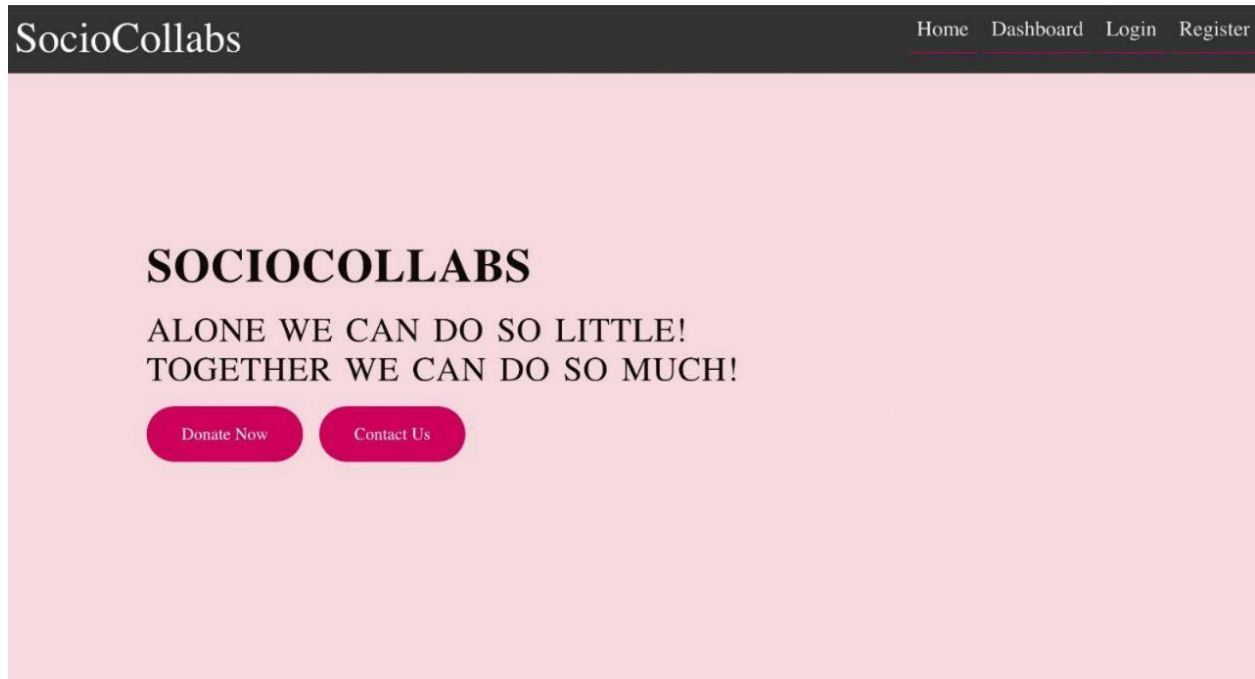 SocioCollabs
Home Dashboard Login Register
SOCIOCOLLABS
ALONE WE CAN DO SO LITTLE!
TOGETHER WE CAN DO SO MUCH!
Donate Now Contact Us